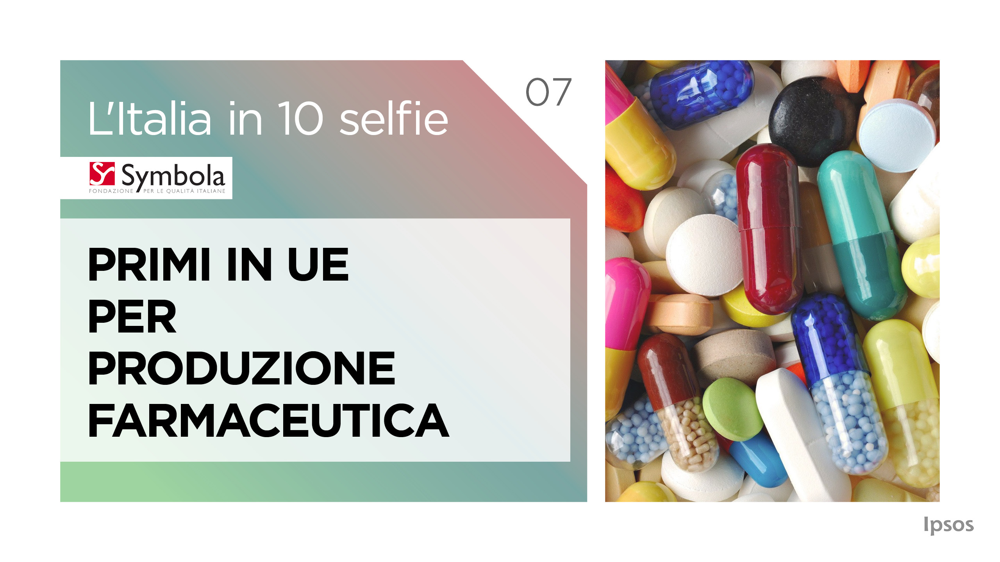 L'Italia in 10 selfie
07
Symbola
FONDAZIONE PER LE QUALITÀ ITALIANE
PRIMI IN UE
PER
PRODUZIONE
FARMACEUTICA
Ipsos